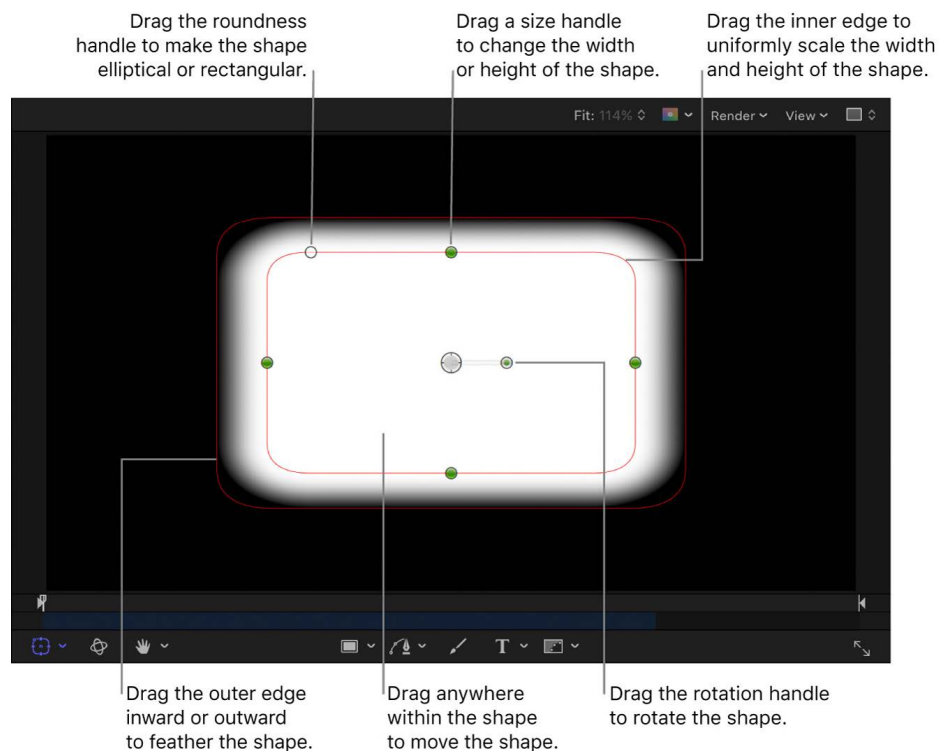 Drag the roundness
handle to make the shape
elliptical or rectangular.
Drag a size handle
to change the width
or height of the shape.
Drag the inner edge to
uniformly scale the width
and height of the shape.
Fit: 114%
Render
View
T
Drag the outer edge
inward or outward
to feather the shape.
Drag anywhere
within the shape
to move the shape.
Drag the rotation handle
to rotate the shape.